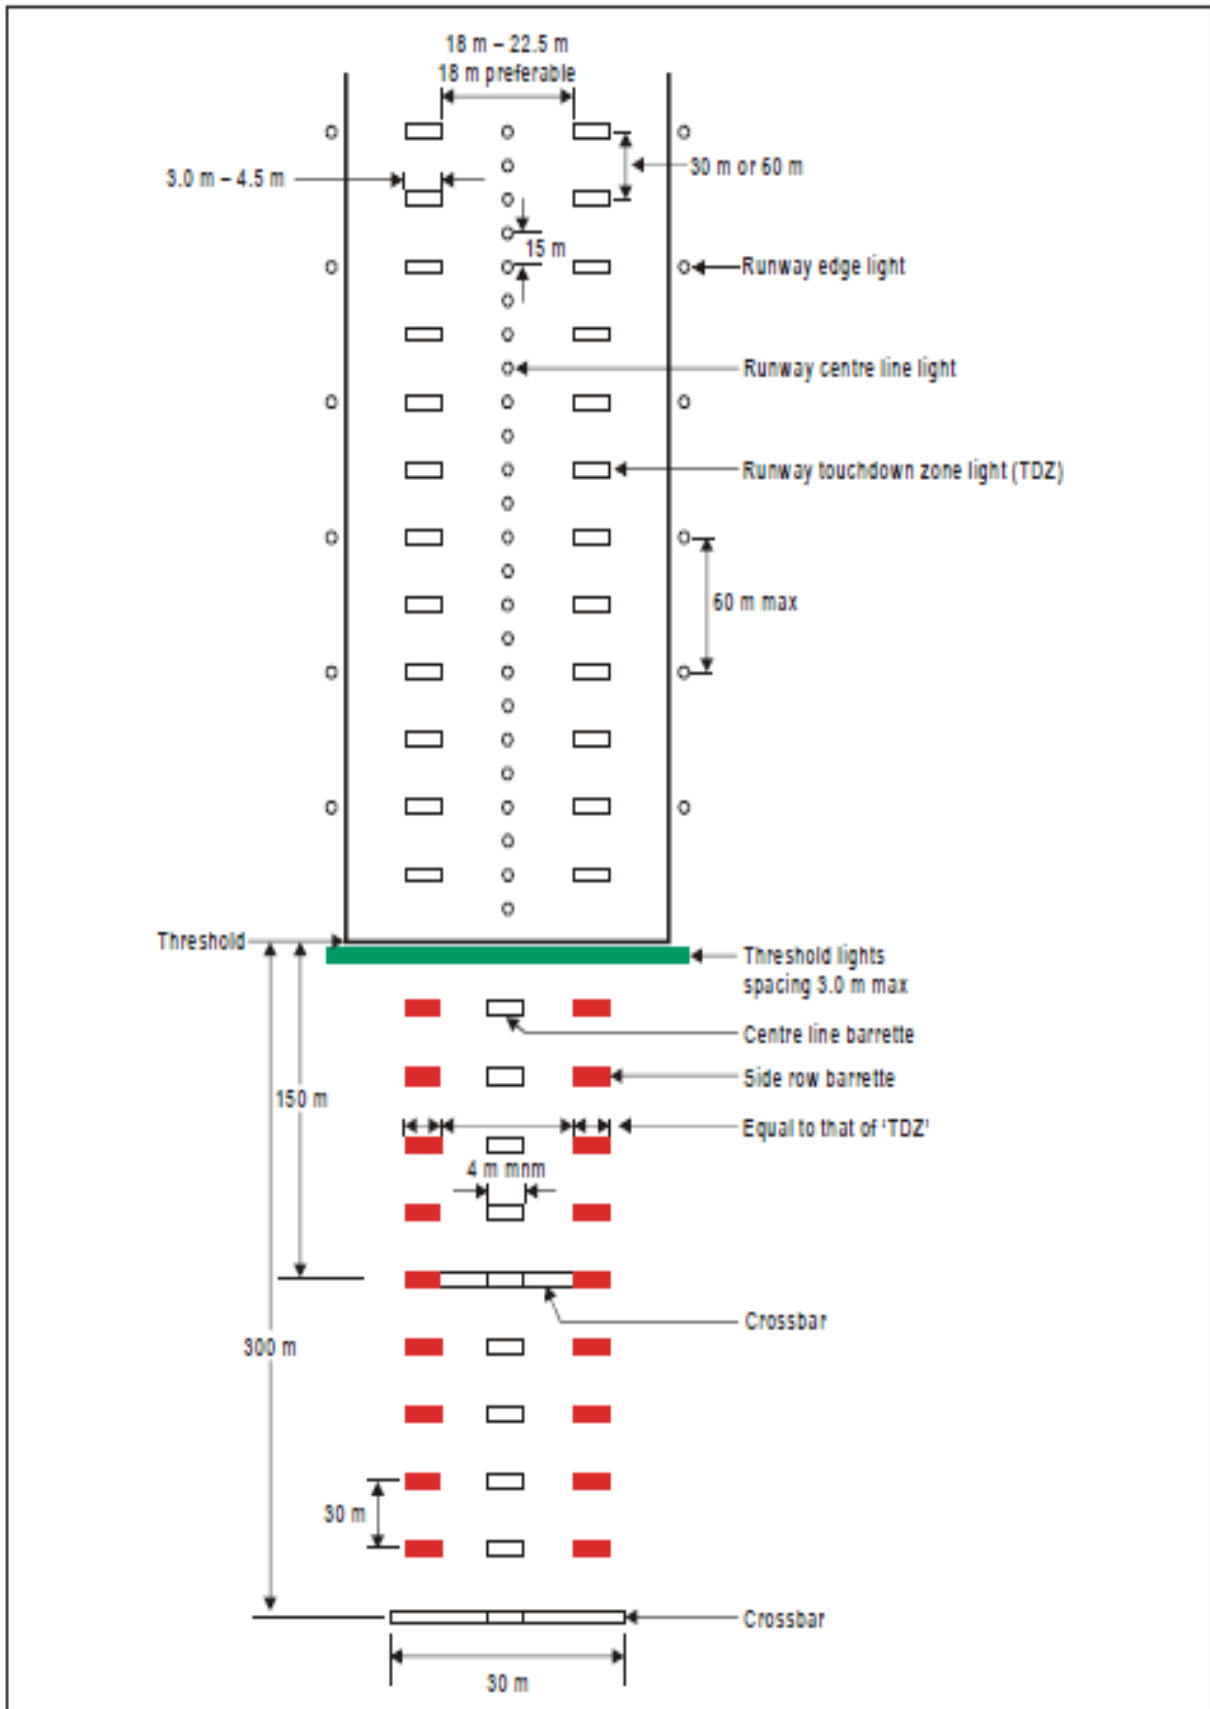 18 m – 22.5 m
18 m preferable
3.0 m – 4.5 m
30 m or 60 m
15 m
Runway edge light
Runway centre line light
Runway touchdown zone light (TDZ)
60 m max
Threshold
Threshold lights
spacing 3.0 m max
Centre line barrette
Side row barrette
150 m
Equal to that of 'TDZ'
4 m mnm
Crossbar
300 m
30 m
Crossbar
30 m